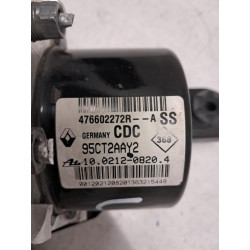 476602272R--A SS
GERMANY CDC 368
95CT2AAY2
10.0212-0820.4